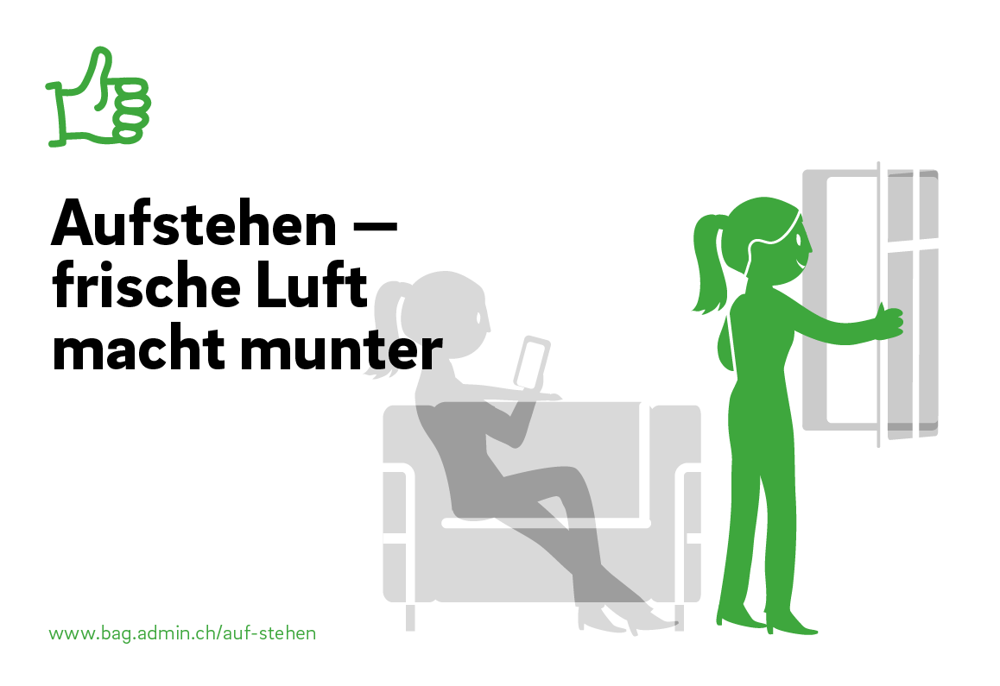 Aufstehen —
frische Luft
macht munter
www.bag.admin.ch/auf-stehen